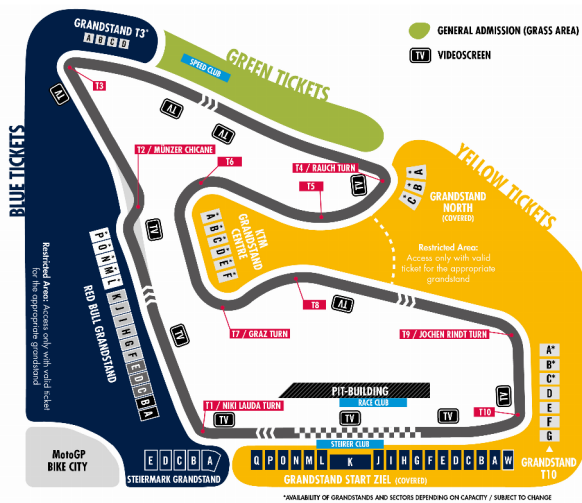 GRANDSTAND T3*
A B C D
GENERAL ADMISSION (GRASS AREA)
TV VIDEOSCREEN
SPEED CLUB
GREEN TICKETS
T3
TV
TV
TV
T2 / MÜNZER CHICANE
T6
T4 / RAUCH TURN
TV
T5
BLUE TICKETS
YELLOW TICKETS
C B A
GRANDSTAND
NORTH
(COVERED)
A B C D E F
KTM
GRANDSTAND
CENTRE
TV
Restricted Area:
Access only with valid
ticket for the appropriate
grandstand
Restricted Area: Access only with valid ticket
for the appropriate grandstand
P O N M L K J I H G F E D C B A
RED BULL GRANDSTAND
T8
TV
T7 / GRAZ TURN
T9 / JOCHEN RINDT TURN
TV
A*
B*
C*
D
E
F
G
GRANDSTAND
T10
PIT-BUILDING
RACE CLUB
T1 / NIKI LAUDA TURN
T10
TV
TV
TV
TV
STEIRER CLUB
MotoGP
BIKE CITY
E D C B A
STEIERMARK GRANDSTAND
Q P O N M L K J I H G F E D C B A W
GRANDSTAND START ZIEL (COVERED)
*AVAILABILITY OF GRANDSTANDS AND SECTORS DEPENDING ON CAPACITY / SUBJECT TO CHANGE